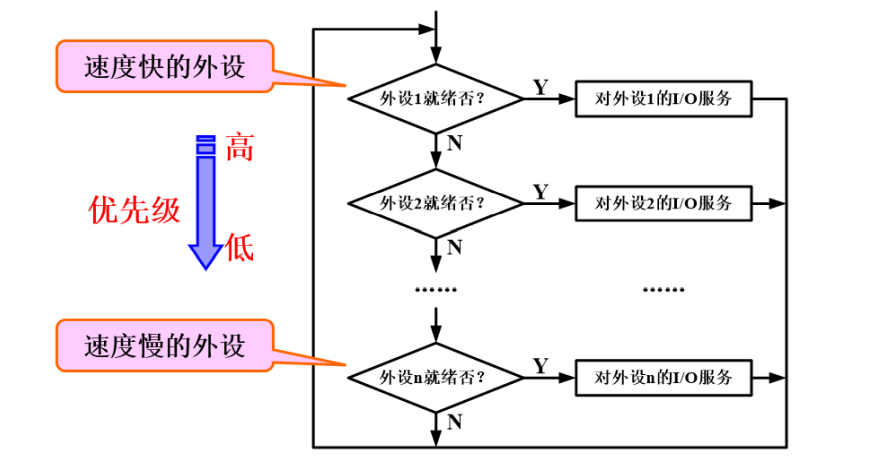 速度快的外设
外设1就绪否？
Y
对外设1的I/O服务
N
高
优先级
低
外设2就绪否？
Y
对外设2的I/O服务
N
……
……
速度慢的外设
外设n就绪否？
Y
对外设n的I/O服务
N